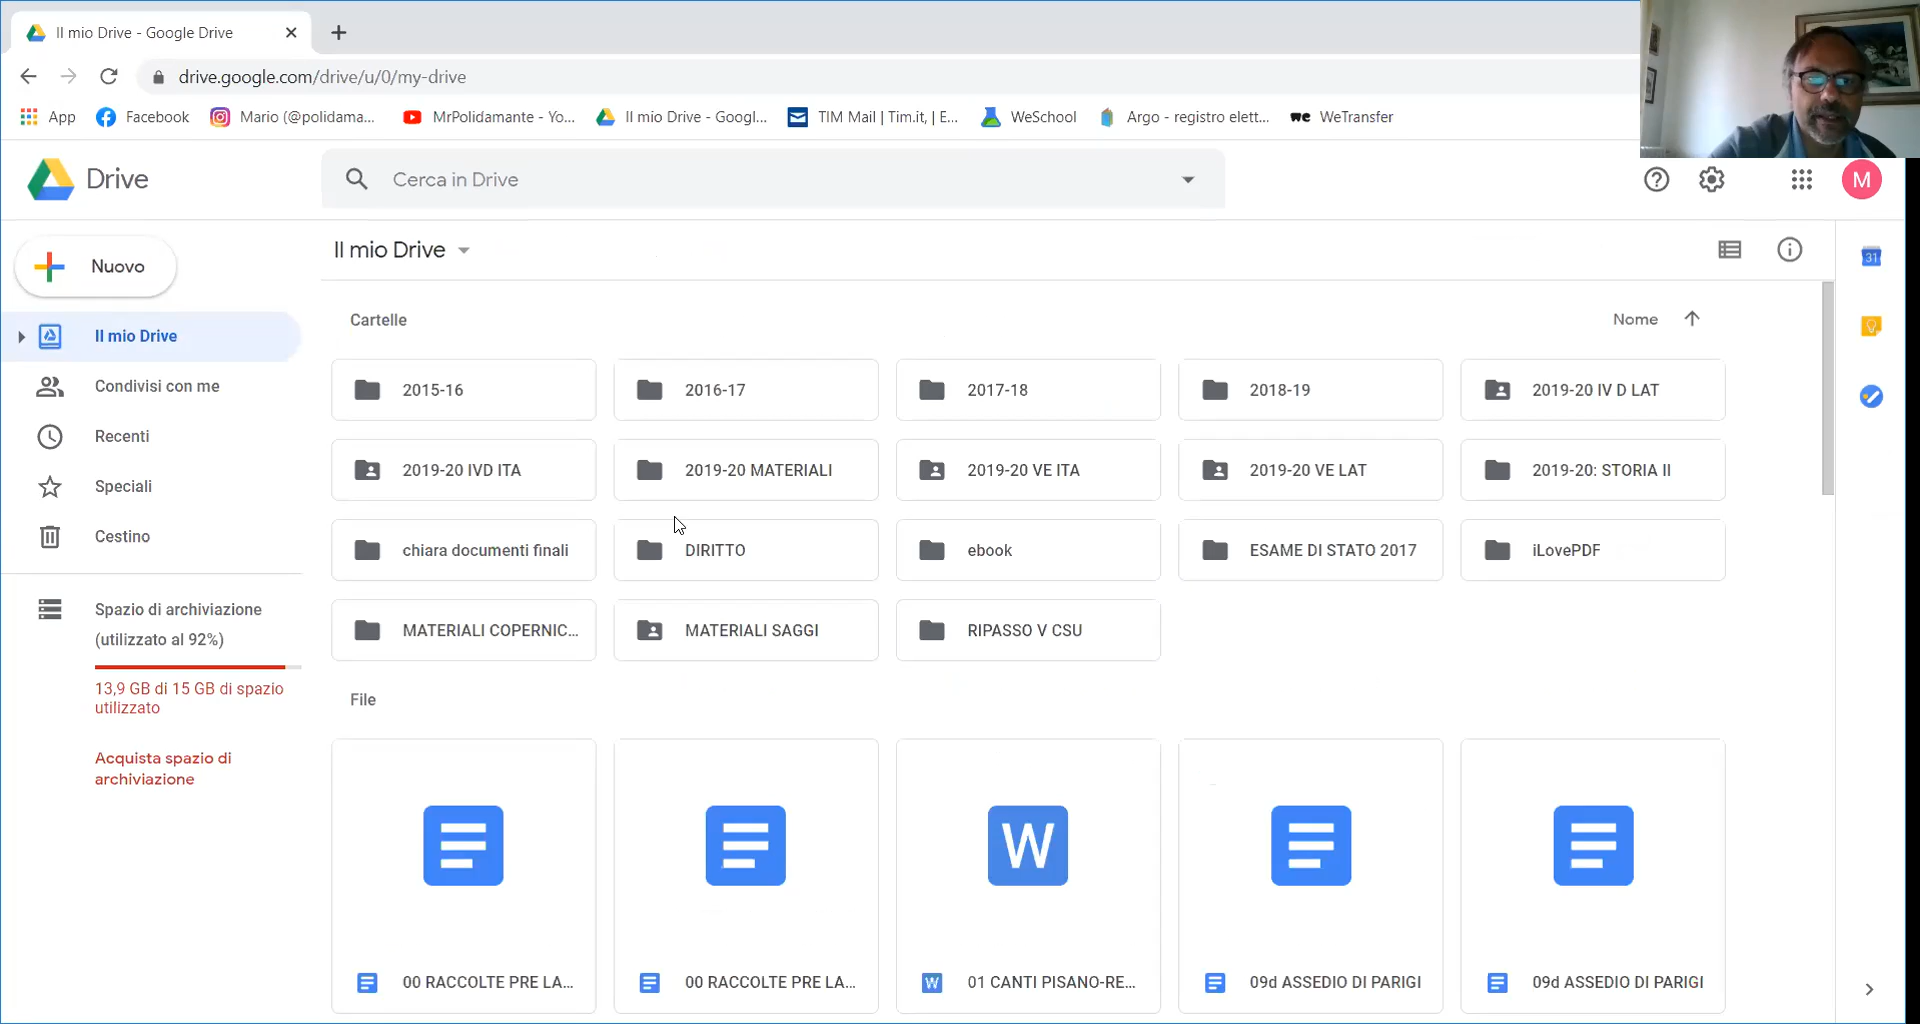 Il mio Drive - Google Drive
drive.google.com/drive/u/0/my-drive
App Facebook Mario (@polidama... MrPolidamante - Yo... Il mio Drive - Googl... TIM Mail | Tim.it, | E... WeSchool Argo - registro elett... we WeTransfer
Drive Cerca in Drive M
Nuovo
Il mio Drive
31
Il mio Drive
Condivisi con me
Recenti
Speciali
Cestino
Spazio di archiviazione
(utilizzato al 92%)
13,9 GB di 15 GB di spazio
utilizzato
Acquista spazio di
archiviazione
Cartelle Nome
2015-16 2016-17 2017-18 2018-19 2019-20 IV D LAT
2019-20 IVD ITA 2019-20 MATERIALI 2019-20 VE ITA 2019-20 VE LAT 2019-20: STORIA II
chiara documenti finali DIRITTO ebook ESAME DI STATO 2017 iLovePDF
MATERIALI COPERNIC... MATERIALI SAGGI RIPASSO V CSU
File
W
00 RACCOLTE PRE LA... 00 RACCOLTE PRE LA... W 01 CANTI PISANO-RE... 09d ASSEDIO DI PARIGI 09d ASSEDIO DI PARIGI